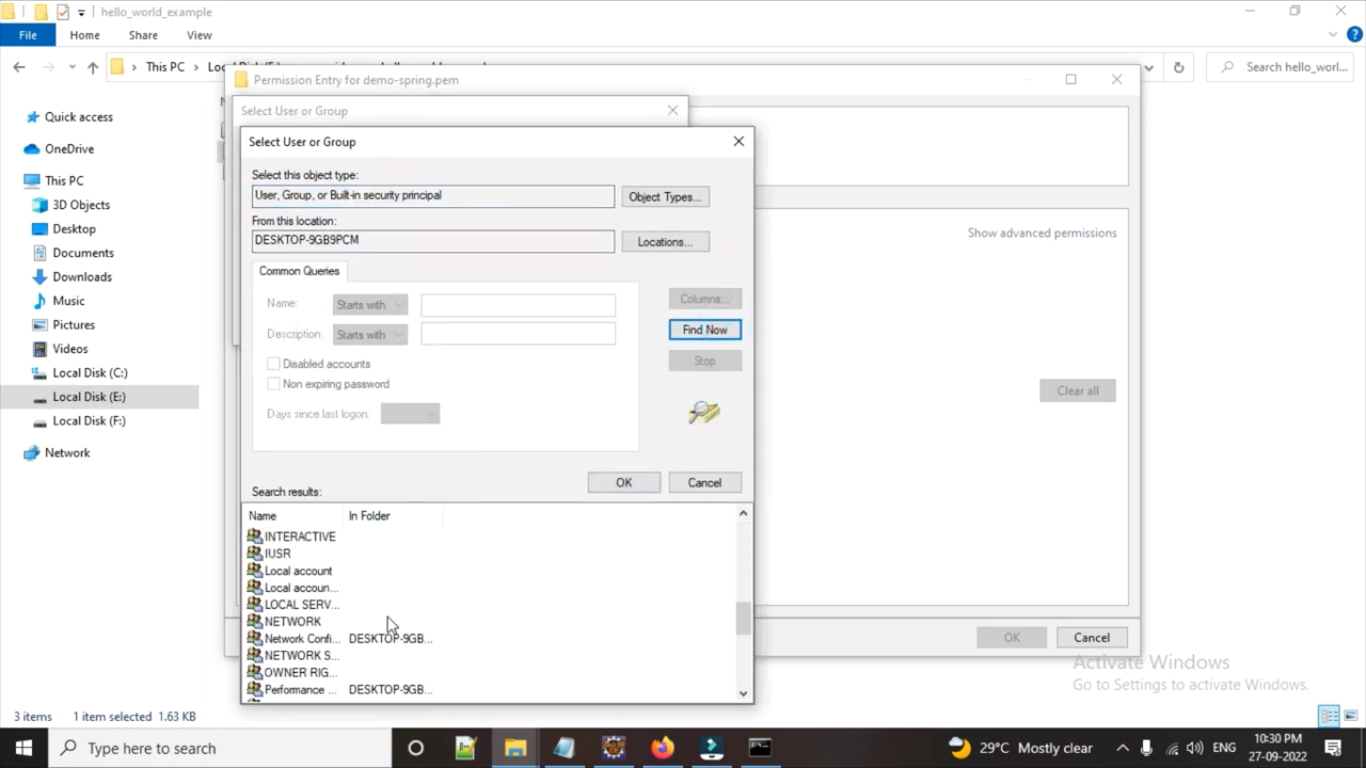 hello_world_example
File Home Share View
This PC
Search hello_worl...
Permission Entry for demo-spring.pem
Select User or Group
Select User or Group
Select this object type:
User, Group, or Built-in security principal
Object Types...
From this location:
DESKTOP-9GB9PCM
Locations...
Common Queries
Name: Starts with
Description: Starts with
Disabled accounts
Non expiring password
Days since last logon:
Columns...
Find Now
Stop
OK Cancel
Search results:
Name In Folder
INTERACTIVE
IUSR
Local account
Local accoun...
LOCAL SERV...
NETWORK
Network Confi... DESKTOP-9GB...
NETWORK S...
OWNER RIG...
Performance ... DESKTOP-9GB...
Show advanced permissions
Clear all
OK Cancel
Quick access
OneDrive
This PC
3D Objects
Desktop
Documents
Downloads
Music
Pictures
Videos
Local Disk (C:)
Local Disk (E:)
Local Disk (F:)
Network
Activate Windows
Go to Settings to activate Windows.
3 items 1 item selected 1.63 KB
Type here to search
29°C Mostly clear
ENG
10:30 PM
27-09-2022